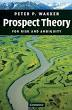 PETER P. WAKKER
Prospect Theory
FOR RISK AND AMBIGUITY